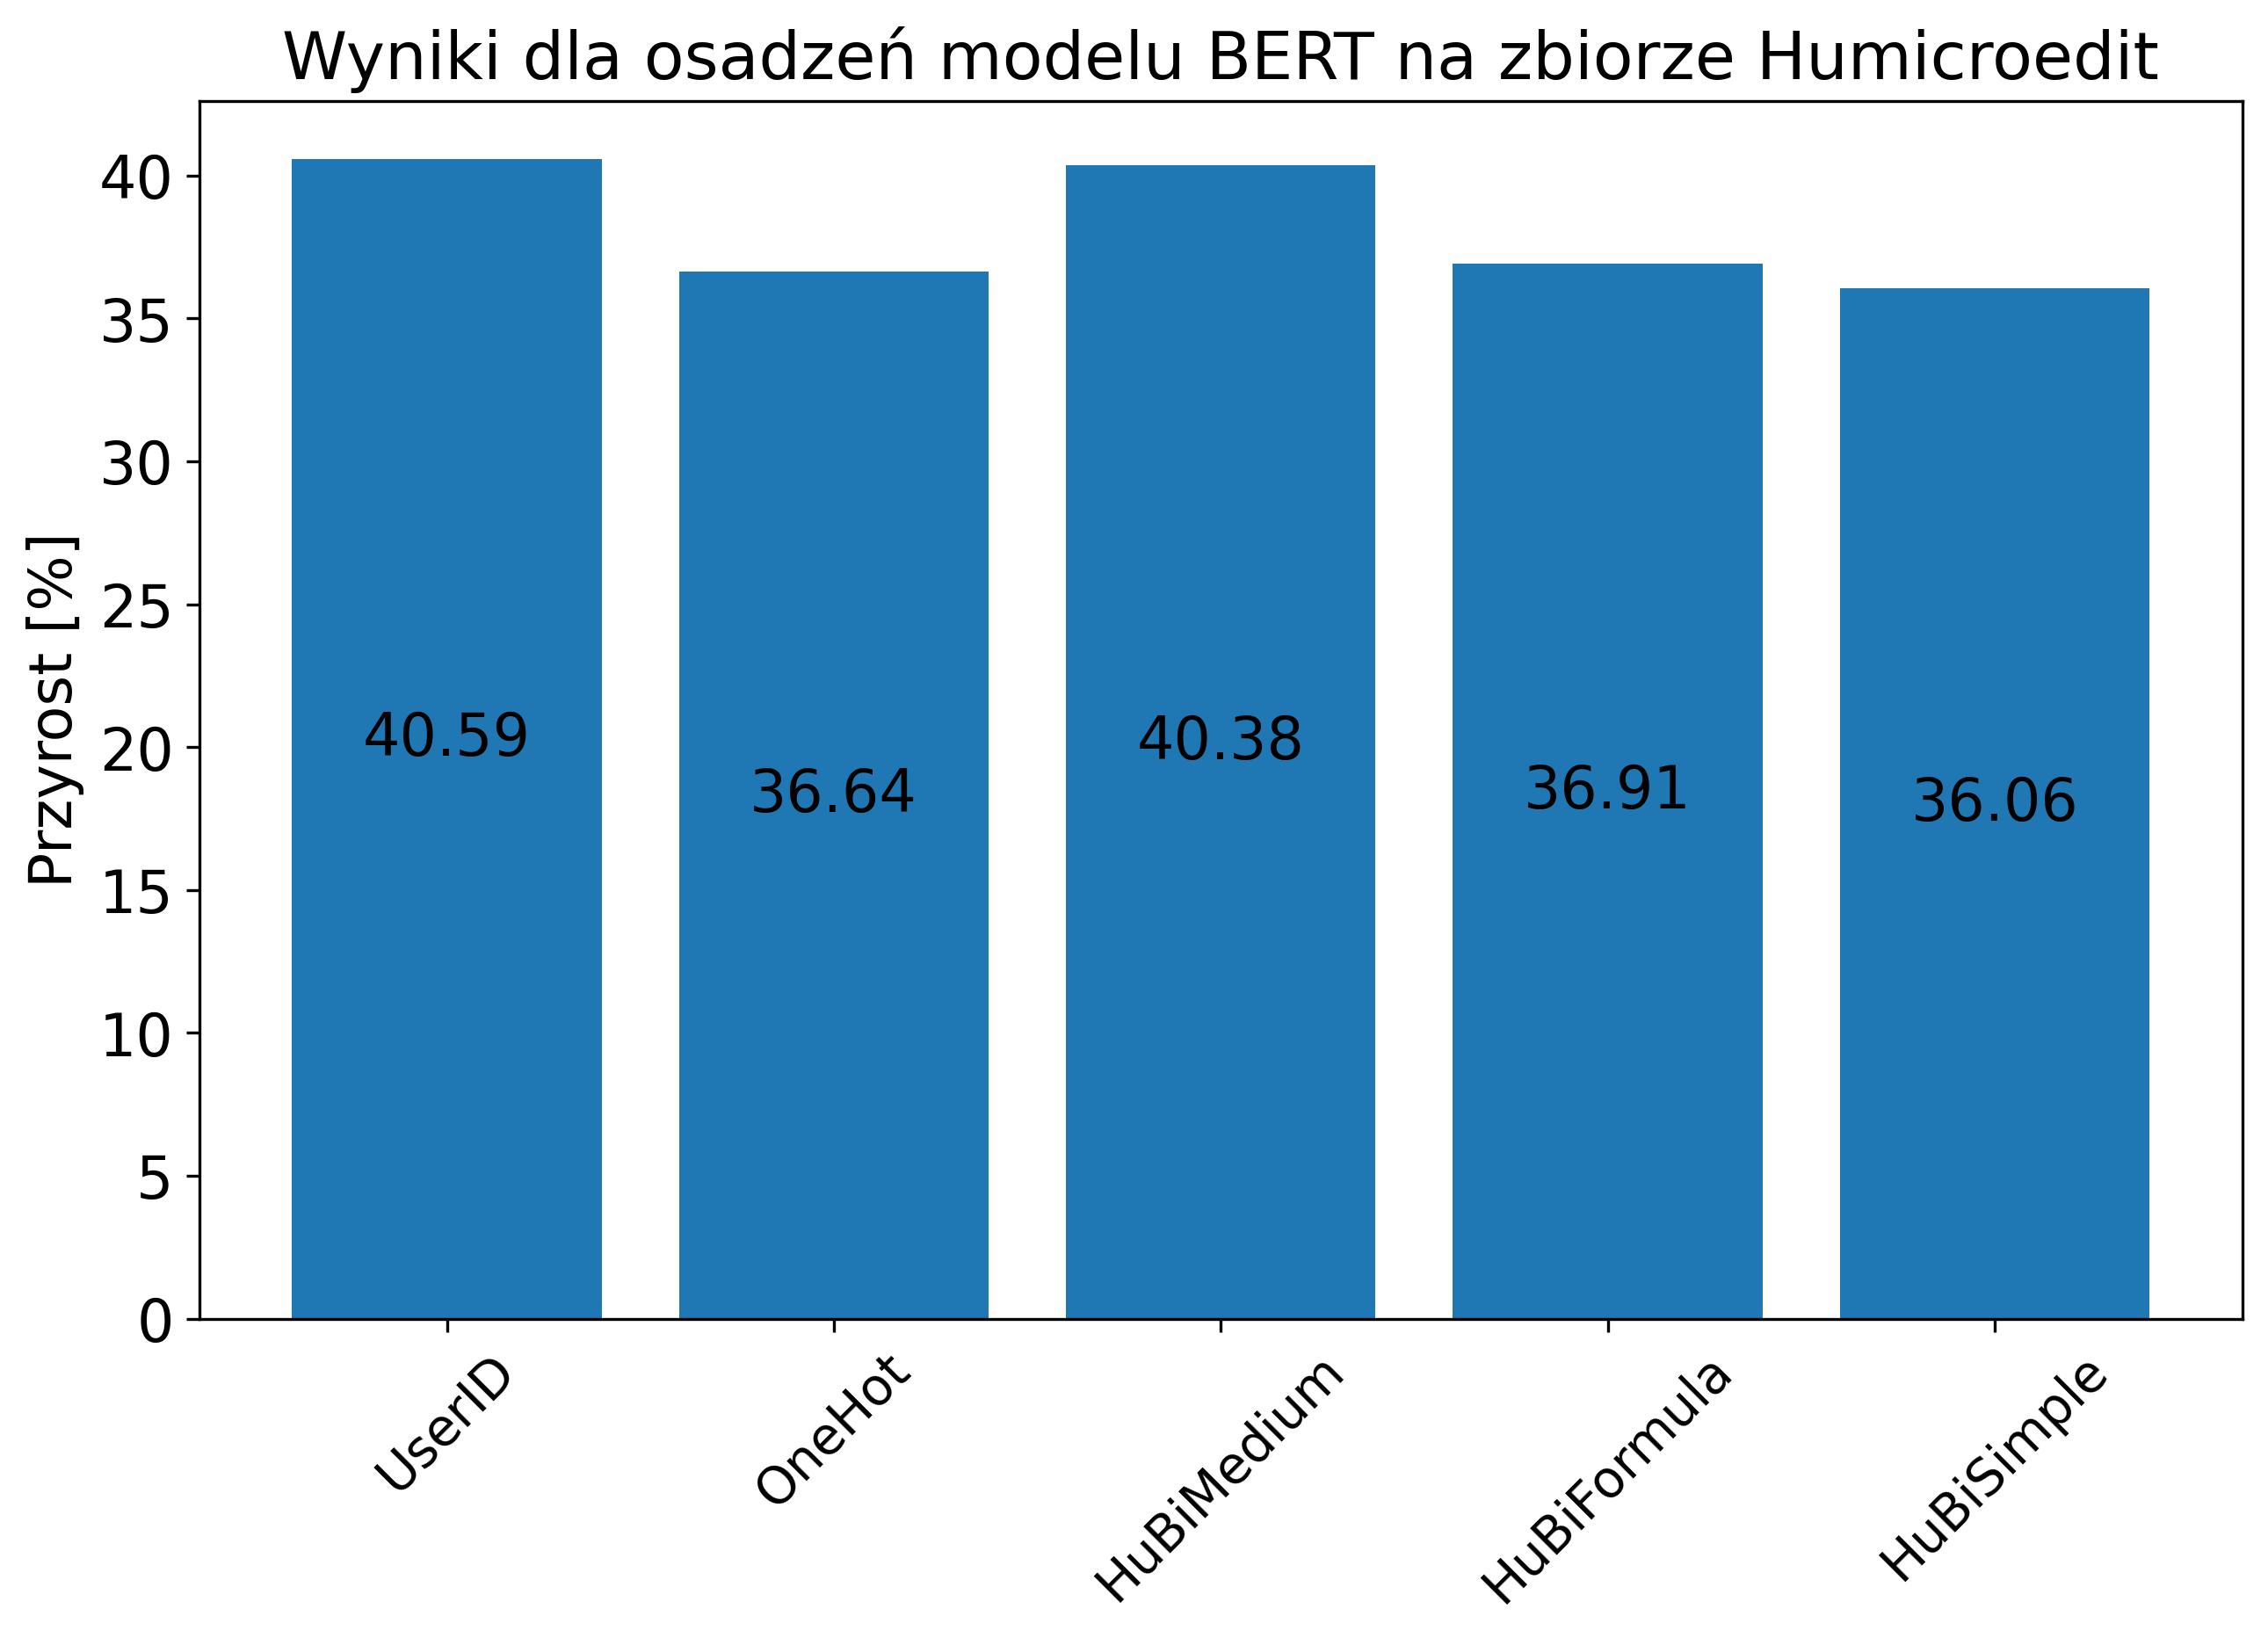 Wyniki dla osadzeń modelu BERT na zbiorze Humicroedit
Przyrost [%]
40
35
30
25
20
15
10
5
0
40.59
36.64
40.38
36.91
36.06
UserID
OneHot
HuBiMedium
HuBiFormula
HuBiSimple